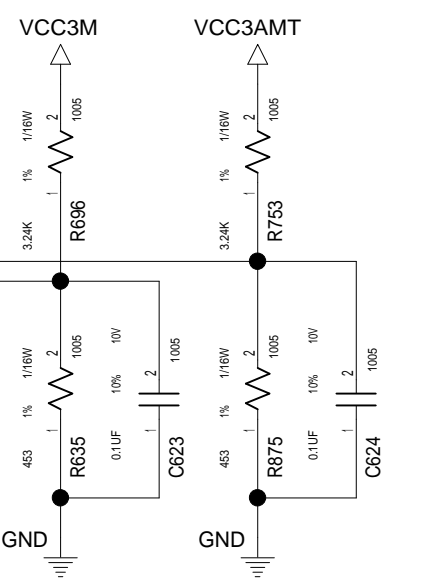 VCC3M
VCC3AMT
1/16W 2 1005
1% 1
3.24K R696
1/16W 2 1005
1% 1
3.24K R753
1/16W 2 1005
1% 1
453 R635
10V 2 1005
10% 1
0.1UF C623
1/16W 2 1005
1% 1
453 R875
10V 2 1005
10% 1
0.1UF C624
GND
GND